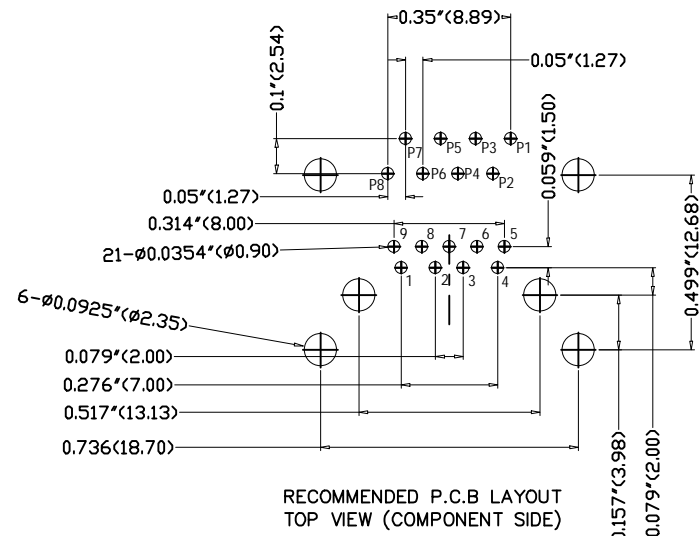 0.35"(8.89)
0.05"(1.27)
0.1"(2.54)
P7 P5 P3 P1
0.059"(1.50)
P8 P6 P4 P2
0.05"(1.27)
0.314"(8.00)
9 8 7 6 5
21-Ø0.0354"(Ø0.90)
1 2 3 4
0.499"(12.68)
6-Ø0.0925"(Ø2.35)
0.079"(2.00)
0.276"(7.00)
0.517"(13.13)
0.736(18.70)
0.157"(3.98)
0.079"(2.00)
RECOMMENDED P.C.B LAYOUT
TOP VIEW (COMPONENT SIDE)